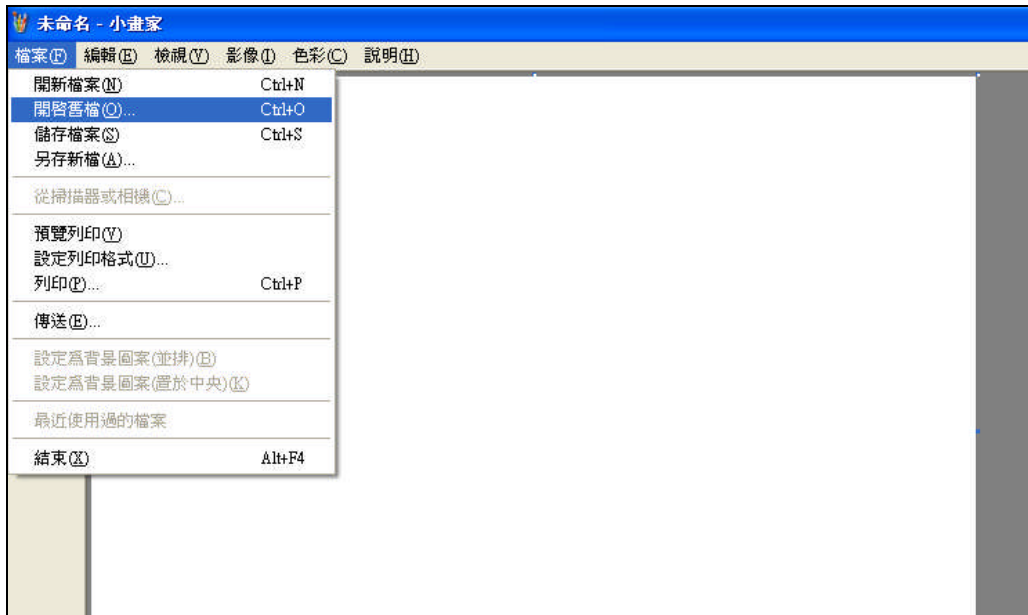 未命名 - 小畫家
檔案(F) 編輯(E) 檢視(V) 影像(I) 色彩(C) 說明(H)
開新檔案(N) Ctrl+N
開啓舊檔(O)... Ctrl+O
儲存檔案(S) Ctrl+S
另存新檔(A)...
從掃描器或相機(C)...
預覽列印(V)
設定列印格式(U)...
列印(P)... Ctrl+P
傳送(E)...
設定爲背景圖案(並排)(B)
設定爲背景圖案(置於中央)(K)
最近使用過的檔案
結束(X) Alt+F4